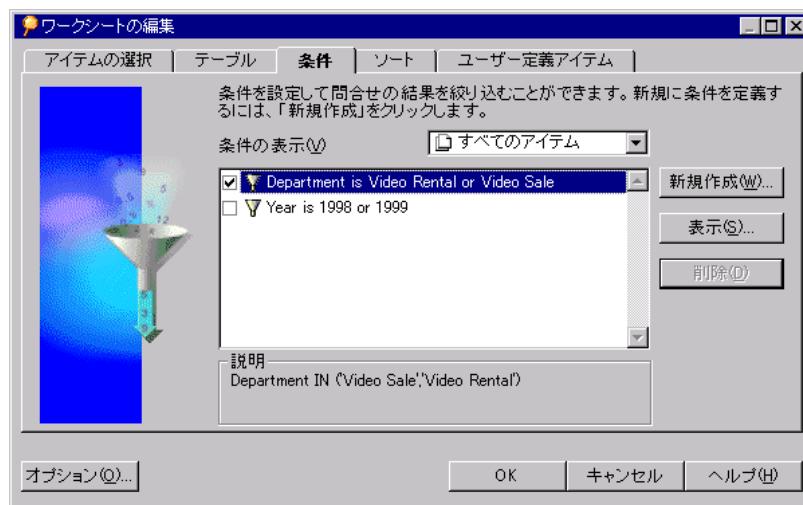 ワークシートの編集
アイテムの選択 テーブル 条件 ソート ユーザー定義アイテム
条件を設定して問合せの結果を絞り込むことができます。新規に条件を定義す
るには、「新規作成」をクリックします。
条件の表示(V) すべてのアイテム
Department is Video Rental or Video Sale
Year is 1998 or 1999
新規作成(W)...
表示(S)...
削除(D)
説明
Department IN ('Video Sale','Video Rental')
オプション(O)... OK キャンセル ヘルプ(H)